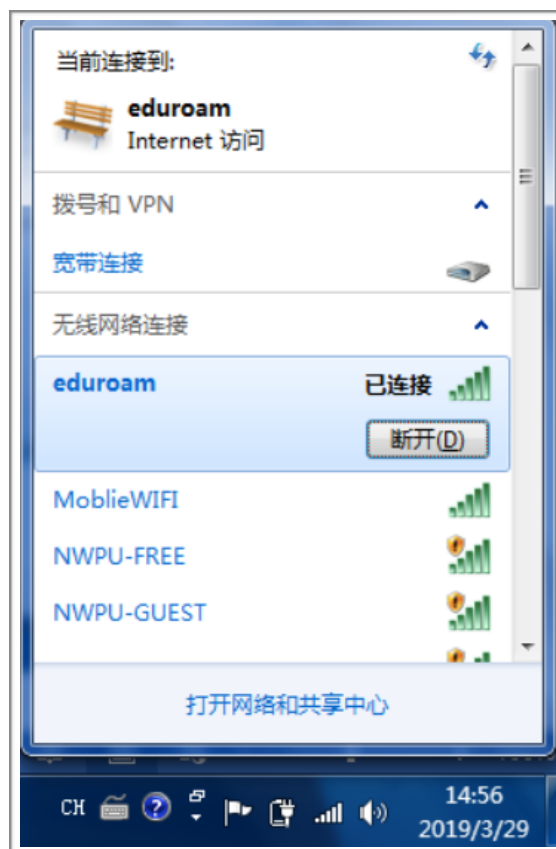 当前连接到:
eduroam
Internet 访问
拨号和 VPN
宽带连接
无线网络连接
eduroam 已连接
断开(D)
MoblieWIFI
NWPU-FREE
NWPU-GUEST
打开网络和共享中心
CH 14:56
2019/3/29